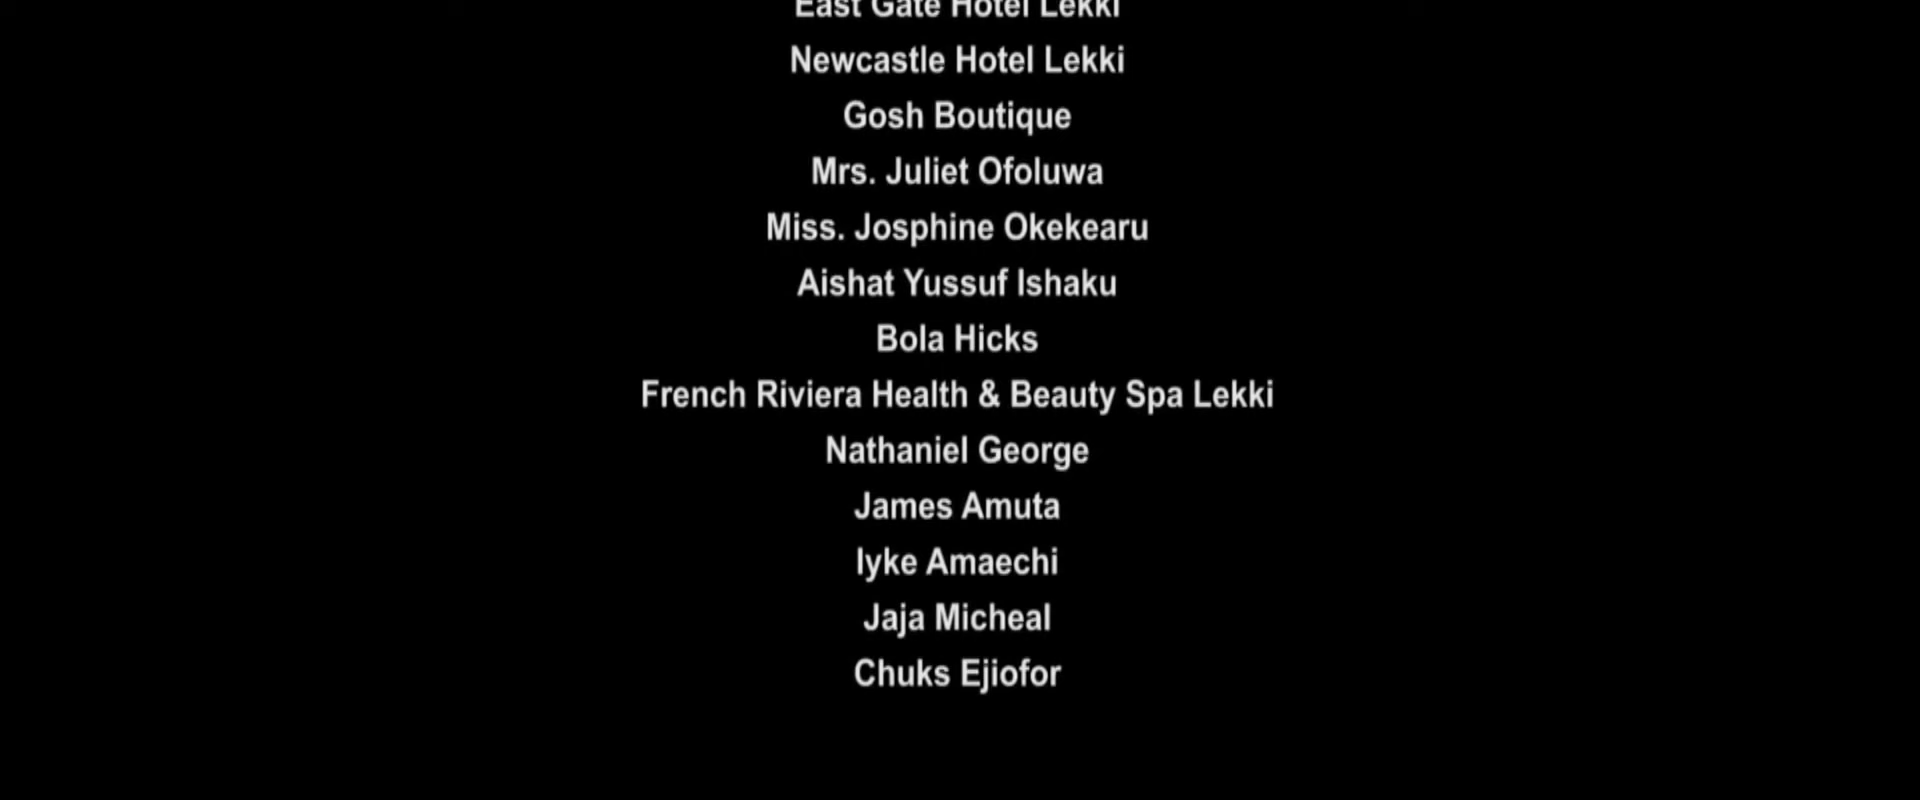 East Gate Hotel Lekki
Newcastle Hotel Lekki
Gosh Boutique
Mrs. Juliet Ofoluwa
Miss. Josphine Okekearu
Aishat Yussuf Ishaku
Bola Hicks
French Riviera Health & Beauty Spa Lekki
Nathaniel George
James Amuta
Iyke Amaechi
Jaja Micheal
Chuks Ejiofor